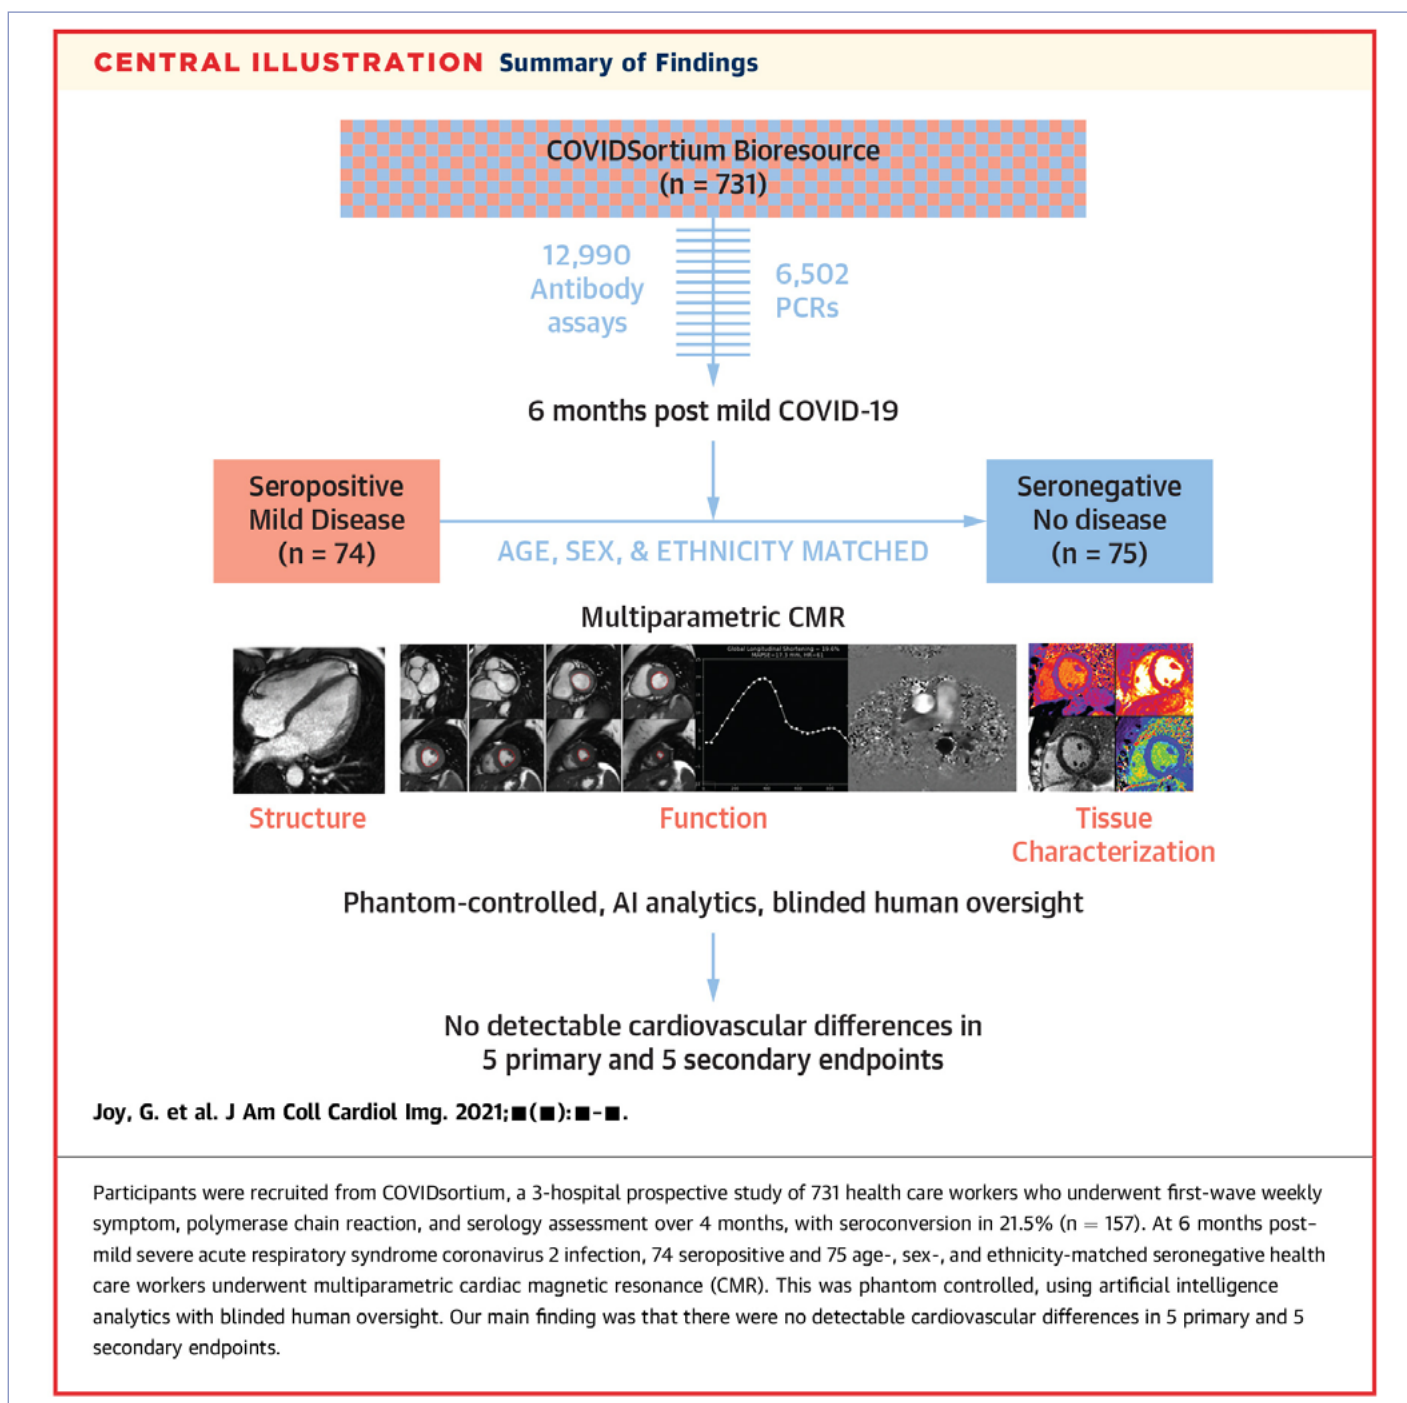 CENTRAL ILLUSTRATION Summary of Findings
COVIDSortium Bioresource
(n = 731)
12,990
Antibody
assays
6,502
PCRs
6 months post mild COVID-19
Seropositive
Mild Disease
(n = 74)
AGE, SEX, & ETHNICITY MATCHED
Seronegative
No disease
(n = 75)
Multiparametric CMR
Structure
Function
Tissue
Characterization
Phantom-controlled, AI analytics, blinded human oversight
No detectable cardiovascular differences in
5 primary and 5 secondary endpoints
Joy, G. et al. J Am Coll Cardiol Img. 2021;■(■):■-■.
Participants were recruited from COVIDsortium, a 3-hospital prospective study of 731 health care workers who underwent first-wave weekly
symptom, polymerase chain reaction, and serology assessment over 4 months, with seroconversion in 21.5% (n = 157). At 6 months post-
mild severe acute respiratory syndrome coronavirus 2 infection, 74 seropositive and 75 age-, sex-, and ethnicity-matched seronegative health
care workers underwent multiparametric cardiac magnetic resonance (CMR). This was phantom controlled, using artificial intelligence
analytics with blinded human oversight. Our main finding was that there were no detectable cardiovascular differences in 5 primary and 5
secondary endpoints.